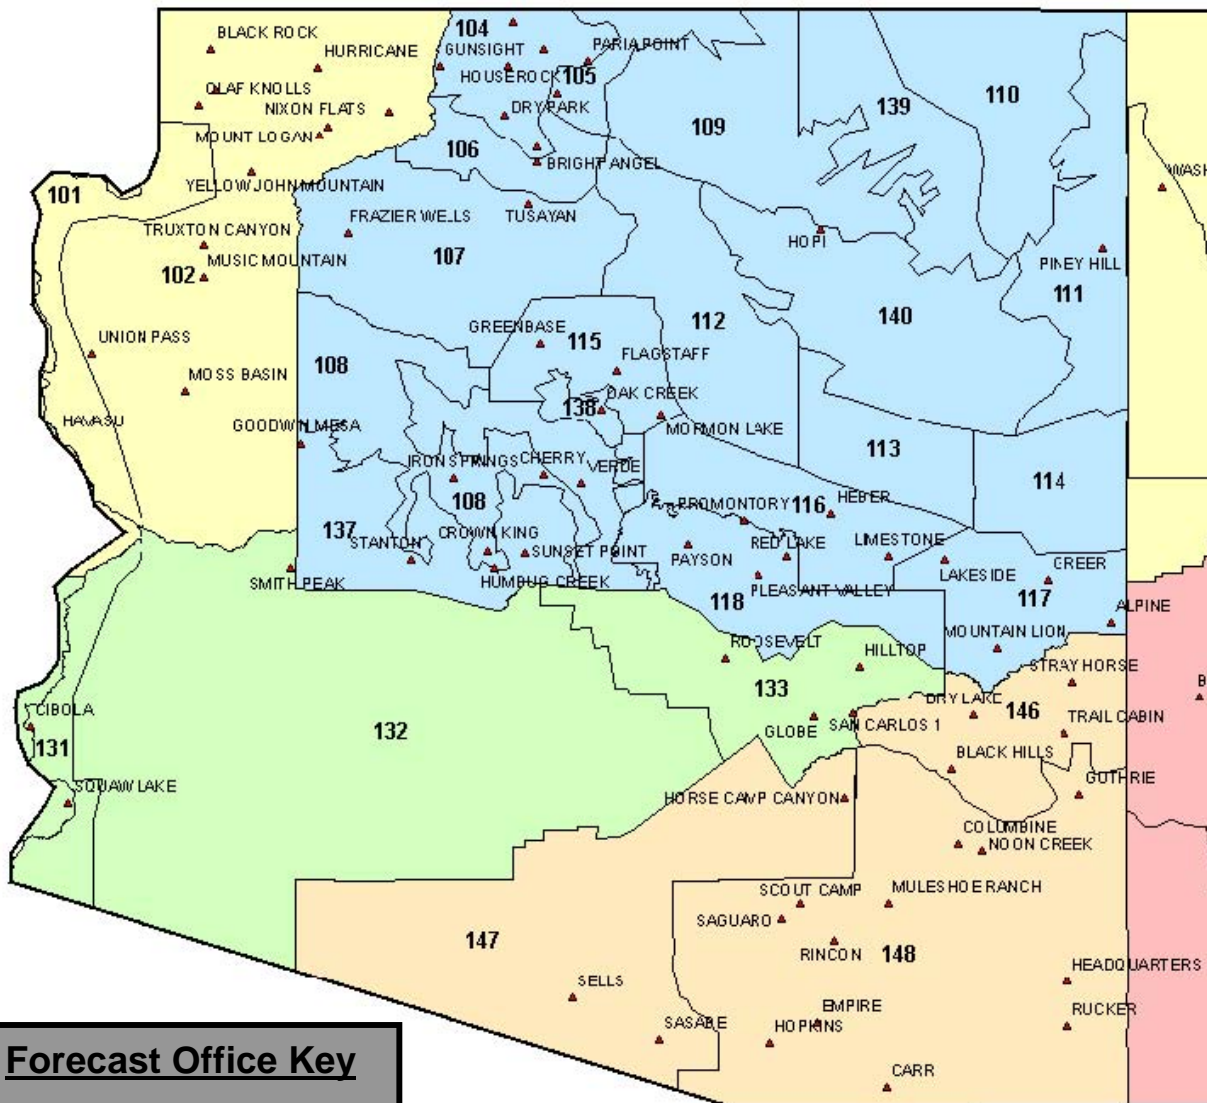 BLACK ROCK
HURRICANE
104
GUNSIGHT
PARIA POINT
HOUSEROCK
105
OLAF KNOLLS
NIXON FLATS
DRY PARK
139
110
109
MOUNT LOGAN
106
BRIGHT ANGEL
WASH
101
YELLOW JOHN MOUNTAIN
FRAZIER WELLS
TUSAYAN
TRUXTON CANYON
HOPI
MUSIC MOUNTAIN
102
107
PINEY HILL
111
112
140
GREENBASE
115
UNION PASS
FLAGSTAFF
108
MOSS BASIN
OAK CREEK
138
HAVASU
GOODWIN MESA
MORMON LAKE
113
IRON SPRINGS
CHERRY
VERDE
114
PROMONTORY
116
HEBER
108
137
CROWN KING
STANTON
SUNSET POINT
PAYSON
RED LAKE
LIMESTONE
SMITH PEAK
HUMBUG CREEK
LAKESIDE
GREER
118
PLEASANT VALLEY
117
ALPINE
MOUNTAIN LION
ROOSEVELT
HILLTOP
STRAY HORSE
133
B
DRY LAKE
146
CIBOLA
131
132
GLOBE
SAN CARLOS 1
TRAIL CABIN
BLACK HILLS
SQUAW LAKE
GUTHRIE
HORSE CAMP CANYON
COLUMBINE
NOON CREEK
SCOUT CAMP
MULESHOE RANCH
SAGUARO
147
RINCON
148
HEADQUARTERS
SELLS
EMPIRE
RUCKER
SASABE
HOPKINS
Forecast Office Key
CARR